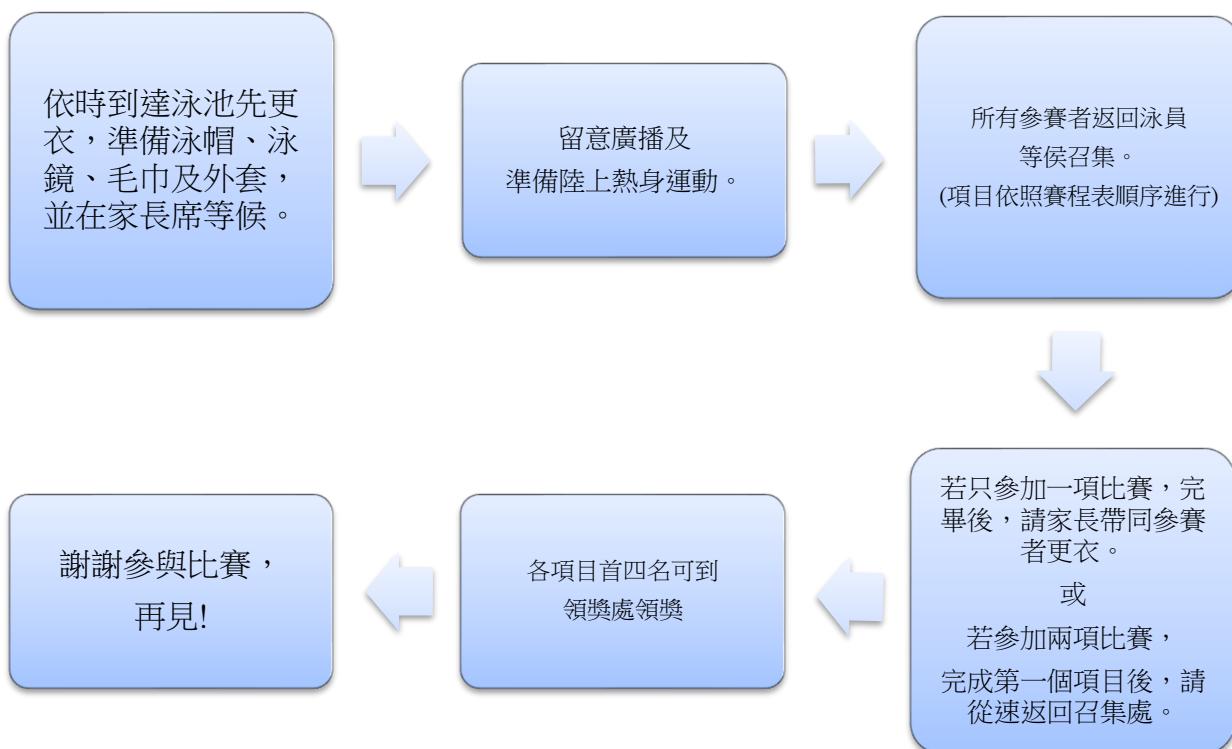 依時到達泳池先更
衣，準備泳帽、泳
鏡、毛巾及外套，
並在家長席等候。
留意廣播及
準備陸上熱身運動。
所有參賽者返回泳員
等侯召集。
(項目依照賽程表順序進行)
若只參加一項比賽，完
畢後，請家長帶同參賽
者更衣。
或
若參加兩項比賽，
完成第一個項目後，請
從速返回召集處。
各項目首四名可到
領獎處領獎
謝謝參與比賽，
再見!